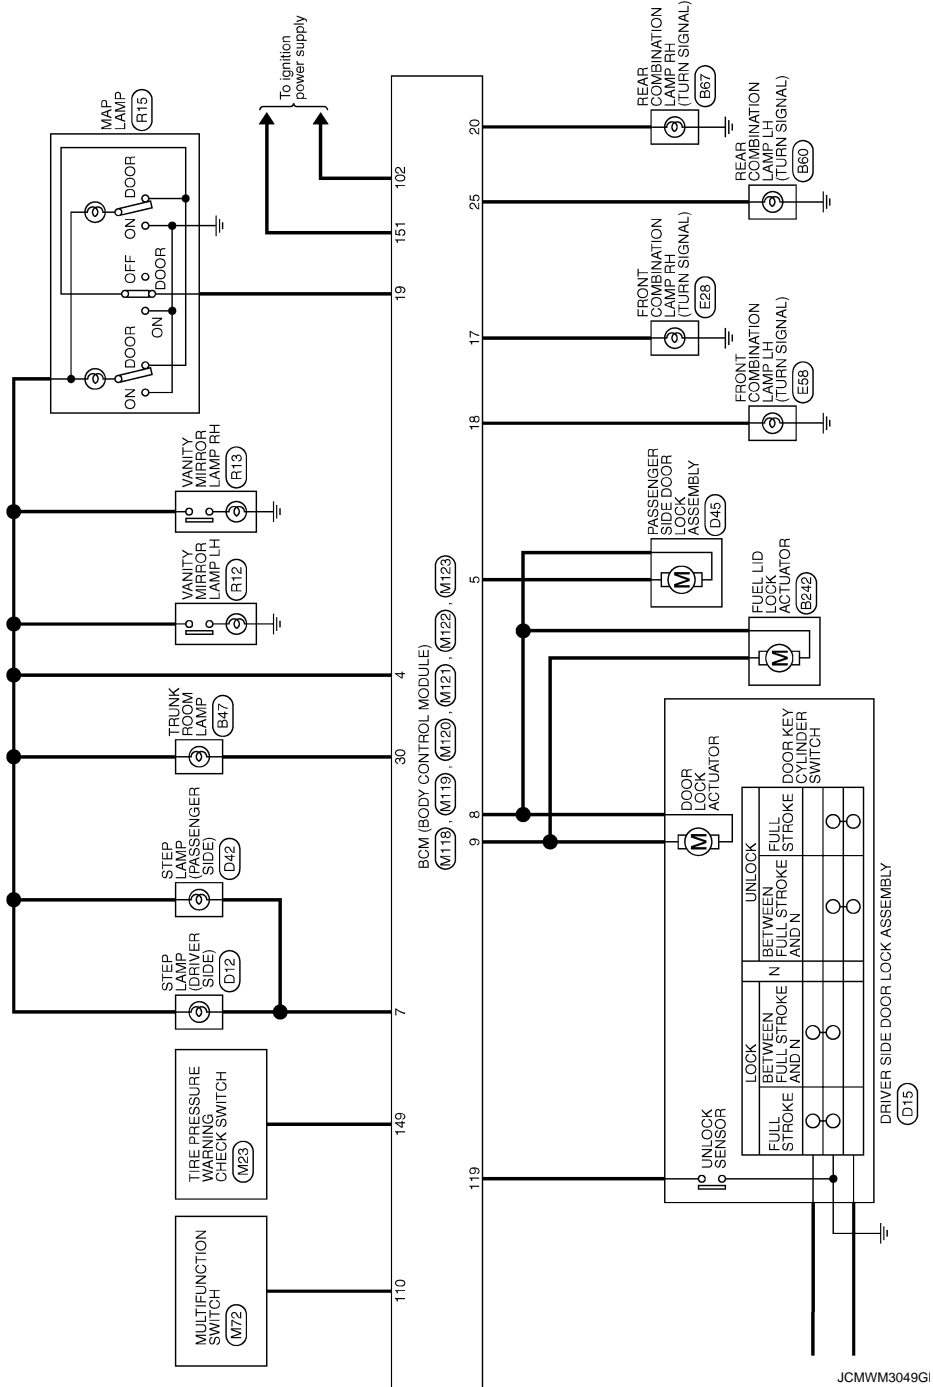 MAP
LAMP
R15
DOOR
ON
OFF
DOOR
ON
DOOR
ON
To ignition
power supply
102
151
19
VANITY
MIRROR
LAMP RH
R13
VANITY
MIRROR
LAMP LH
R12
4
TRUNK
ROOM
LAMP
B47
30
STEP
LAMP
(PASSENGER
SIDE)
D42
STEP
LAMP
(DRIVER
SIDE)
D12
7
TIRE PRESSURE
WARNING
CHECK SWITCH
M23
149
MULTIFUNCTION
SWITCH
M72
110
BCM (BODY CONTROL MODULE)
M118 , M119 , M120 , M121 , M122 , M123
20
REAR
COMBINATION
LAMP RH
(TURN SIGNAL)
B67
25
REAR
COMBINATION
LAMP LH
(TURN SIGNAL)
B60
17
FRONT
COMBINATION
LAMP RH
(TURN SIGNAL)
E28
18
FRONT
COMBINATION
LAMP LH
(TURN SIGNAL)
E58
5
PASSENGER
SIDE DOOR
LOCK
ASSEMBLY
D45
M
FUEL LID
LOCK
ACTUATOR
B242
M
8
9
DOOR
LOCK
ACTUATOR
M
DOOR KEY
CYLINDER
SWITCH
UNLOCK
FULL
STROKE
BETWEEN
FULL STROKE
AND N
N
LOCK
BETWEEN
FULL STROKE
AND N
FULL
STROKE
119
UNLOCK
SENSOR
DRIVER SIDE DOOR LOCK ASSEMBLY
D15